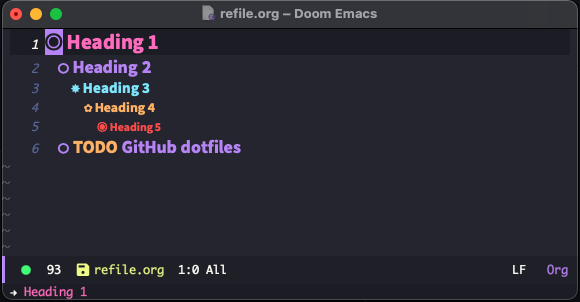 refile.org – Doom Emacs
1 Heading 1
2 Heading 2
3 Heading 3
4 Heading 4
5 Heading 5
6 TODO GitHub dotfiles
~
~
~
~
~
~
93 refile.org 1:0 All LF Org
➜ Heading 1